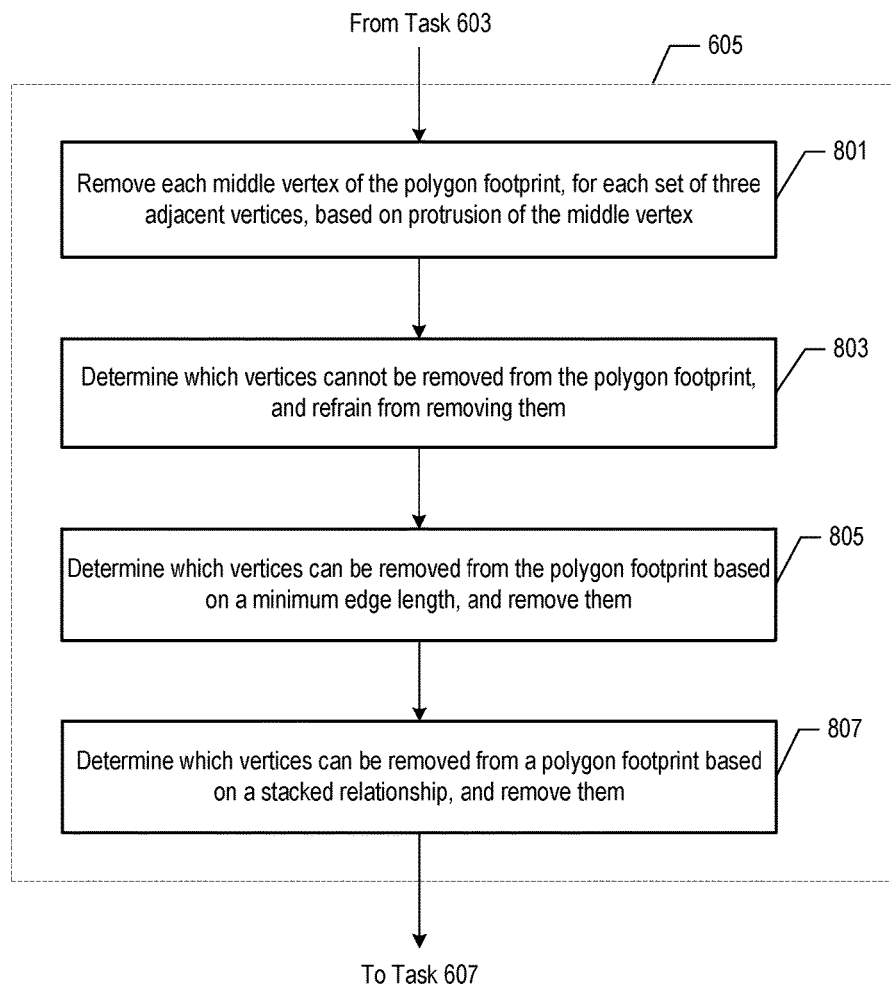 From Task 603
605
801
Remove each middle vertex of the polygon footprint, for each set of three
adjacent vertices, based on protrusion of the middle vertex
803
Determine which vertices cannot be removed from the polygon footprint,
and refrain from removing them
805
Determine which vertices can be removed from the polygon footprint based
on a minimum edge length, and remove them
807
Determine which vertices can be removed from a polygon footprint based
on a stacked relationship, and remove them
To Task 607